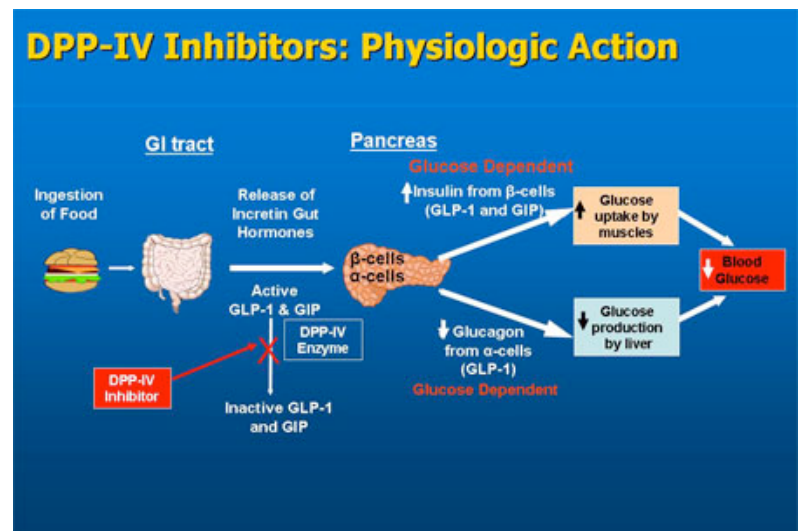 DPP-IV Inhibitors: Physiologic Action
GI tract
Pancreas
Ingestion
of Food
Release of
Incretin Gut
Hormones
Glucose Dependent
Insulin from β-cells
(GLP-1 and GIP)
β-cells
α-cells
Glucose
uptake by
muscles
Blood
Glucose
Active
GLP-1 & GIP
DPP-IV
Enzyme
DPP-IV
Inhibitor
Inactive GLP-1
and GIP
Glucagon
from α-cells
(GLP-1)
Glucose Dependent
Glucose
production
by liver